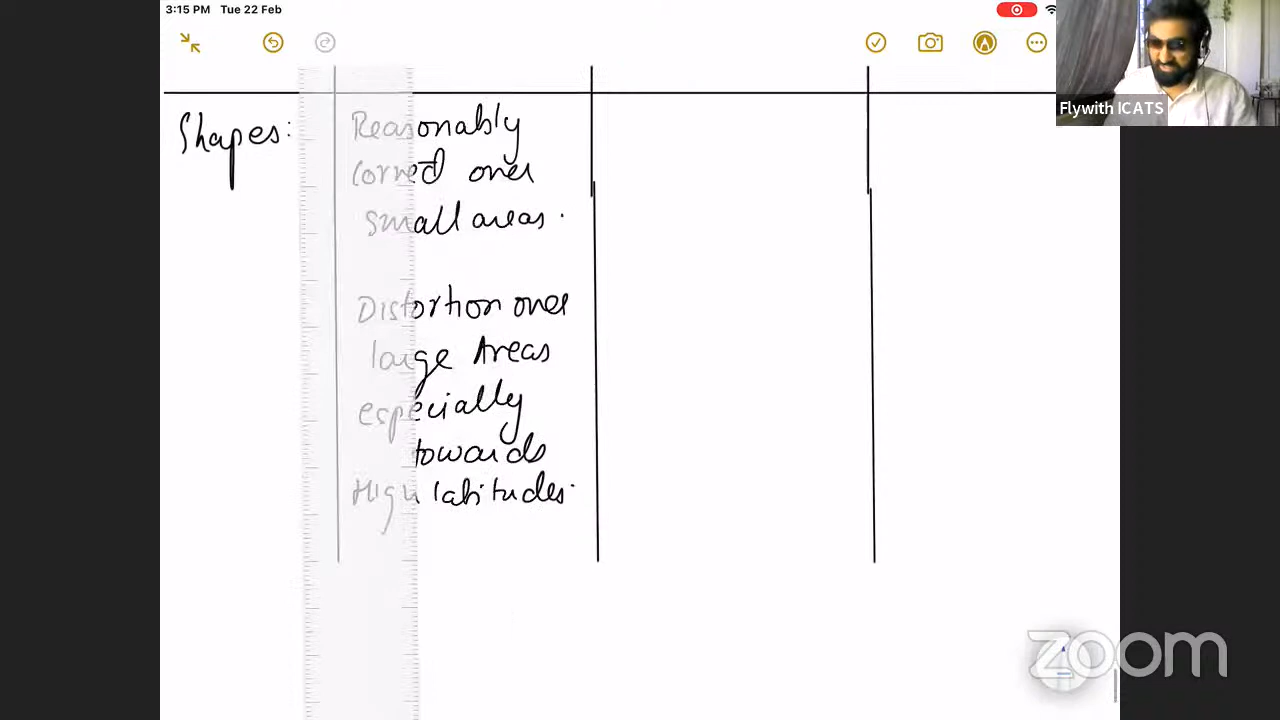 3:15 PM Tue 22 Feb
Flywith ICATS
Shapes:
Reasonably
correct over
small areas.
Distortion over
large Areas
especially
towards
High latitudes.
zoom